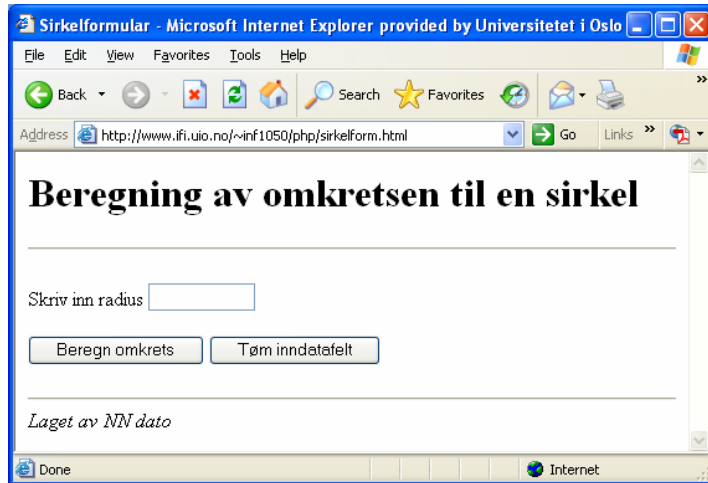 Sirkelformular - Microsoft Internet Explorer provided by Universitetet i Oslo
File Edit View Favorites Tools Help
Back Search Favorites »
Address http://www.ifi.uio.no/~inf1050/php/sirkelform.html Go Links »
Beregning av omkretsen til en sirkel
Skriv inn radius
Beregn omkrets Tøm inndatafelt
Laget av NN dato
Done Internet